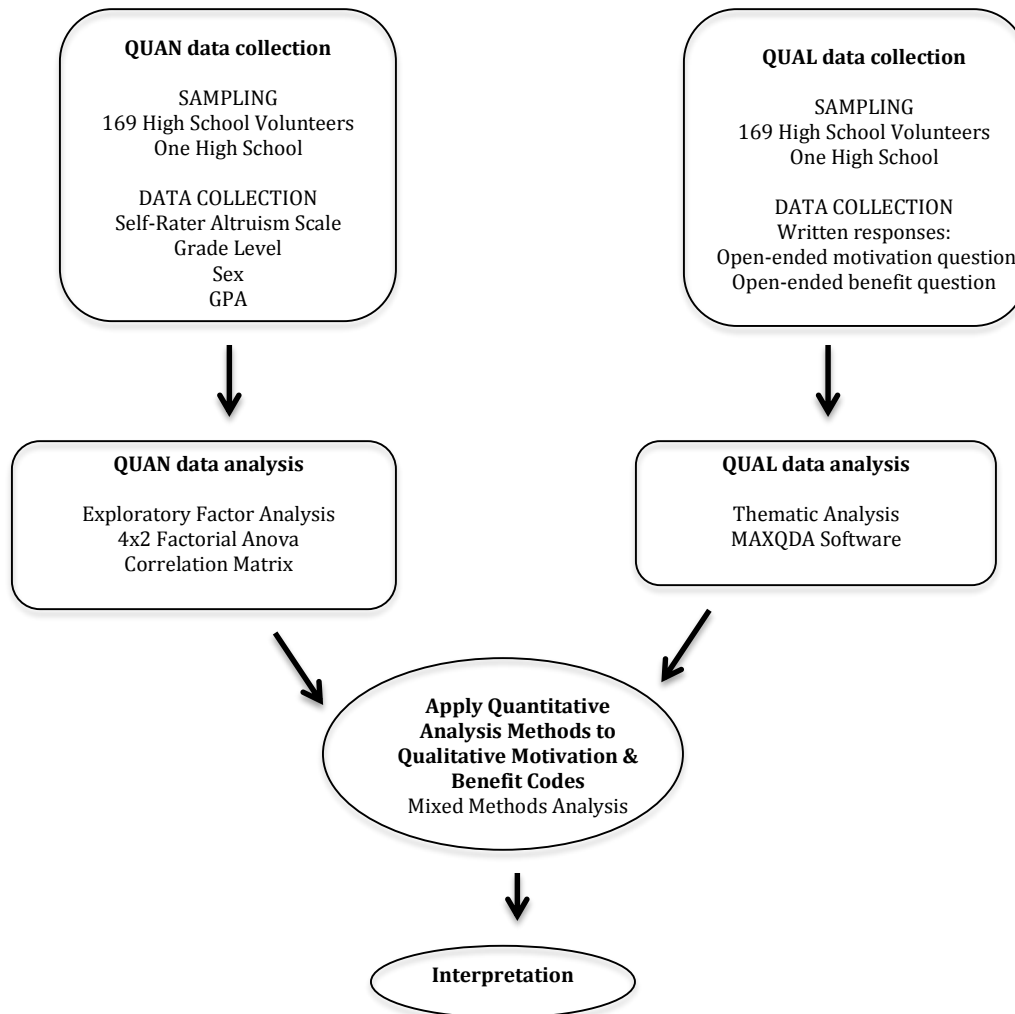 QUAN data collection
SAMPLING
169 High School Volunteers
One High School
DATA COLLECTION
Self-Rater Altruism Scale
Grade Level
Sex
GPA
QUAL data collection
SAMPLING
169 High School Volunteers
One High School
DATA COLLECTION
Written responses:
Open-ended motivation question
Open-ended benefit question
QUAN data analysis
Exploratory Factor Analysis
4x2 Factorial Anova
Correlation Matrix
QUAL data analysis
Thematic Analysis
MAXQDA Software
Apply Quantitative
Analysis Methods to
Qualitative Motivation &
Benefit Codes
Mixed Methods Analysis
Interpretation